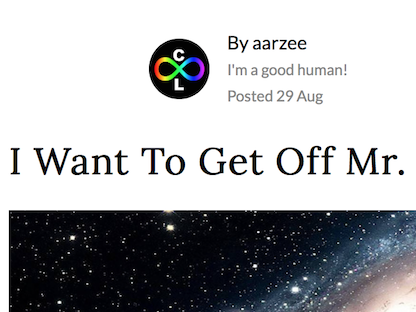 C
L
By aarzee
I'm a good human!
Posted 29 Aug
I Want To Get Off Mr.